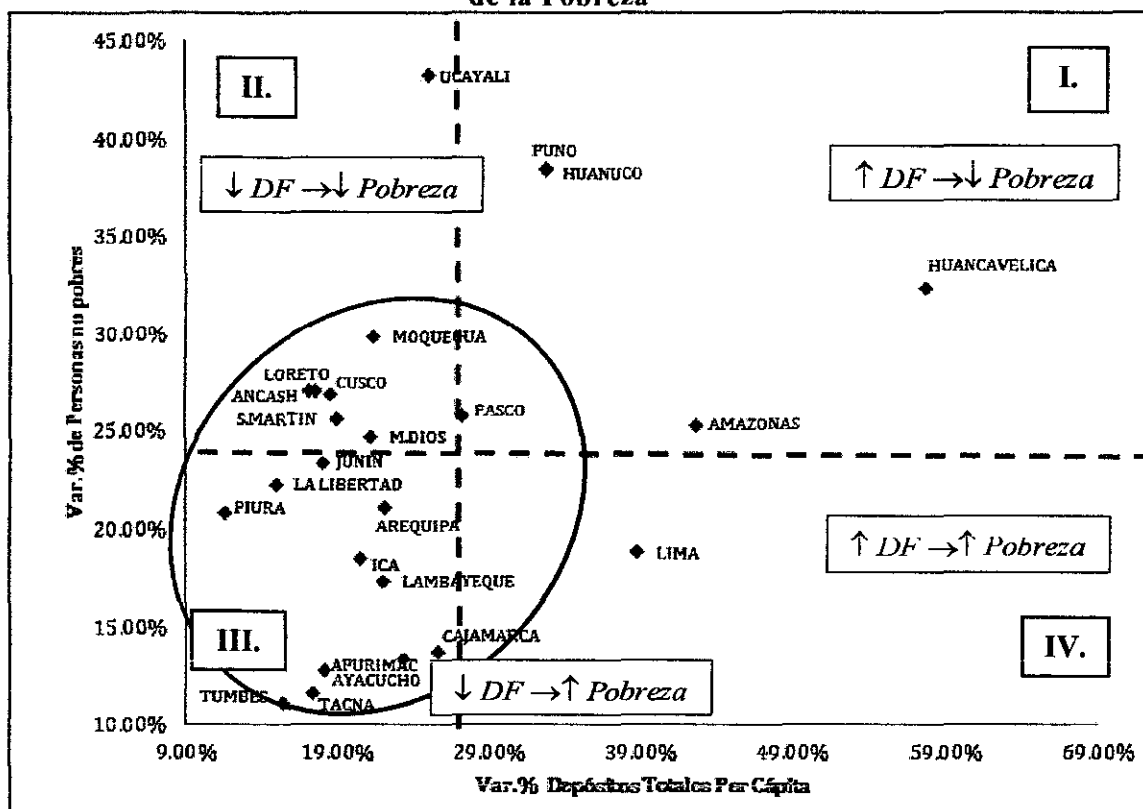 de la Pobreza
45.00%
II.
UCAYALI
I.
40.00%
PUNO
HUANUCO
↓ DF →↓ Pobreza
↑ DF →↓ Pobreza
35.00%
HUANCAVELICA
30.00%
MOQUEGUA
LORETO
CUSCO
ANCASH
S.MARTIN
PASCO
AMAZONAS
M.DIOS
25.00%
JUNIN
LA LIBERTAD
PIURA
AREQUIPA
20.00%
LIMA
↑ DF →↑ Pobreza
ICA
LAMBAYEQUE
15.00%
III.
CAJAMARCA
IV.
APURIMAC
AYACUCHO
↓ DF →↑ Pobreza
TUMBES
TACNA
10.00%
Var.% de Personas no pobres
9.00% 19.00% 29.00% 39.00% 49.00% 59.00% 69.00%
Var.% Depósitos Totales Per Cápita